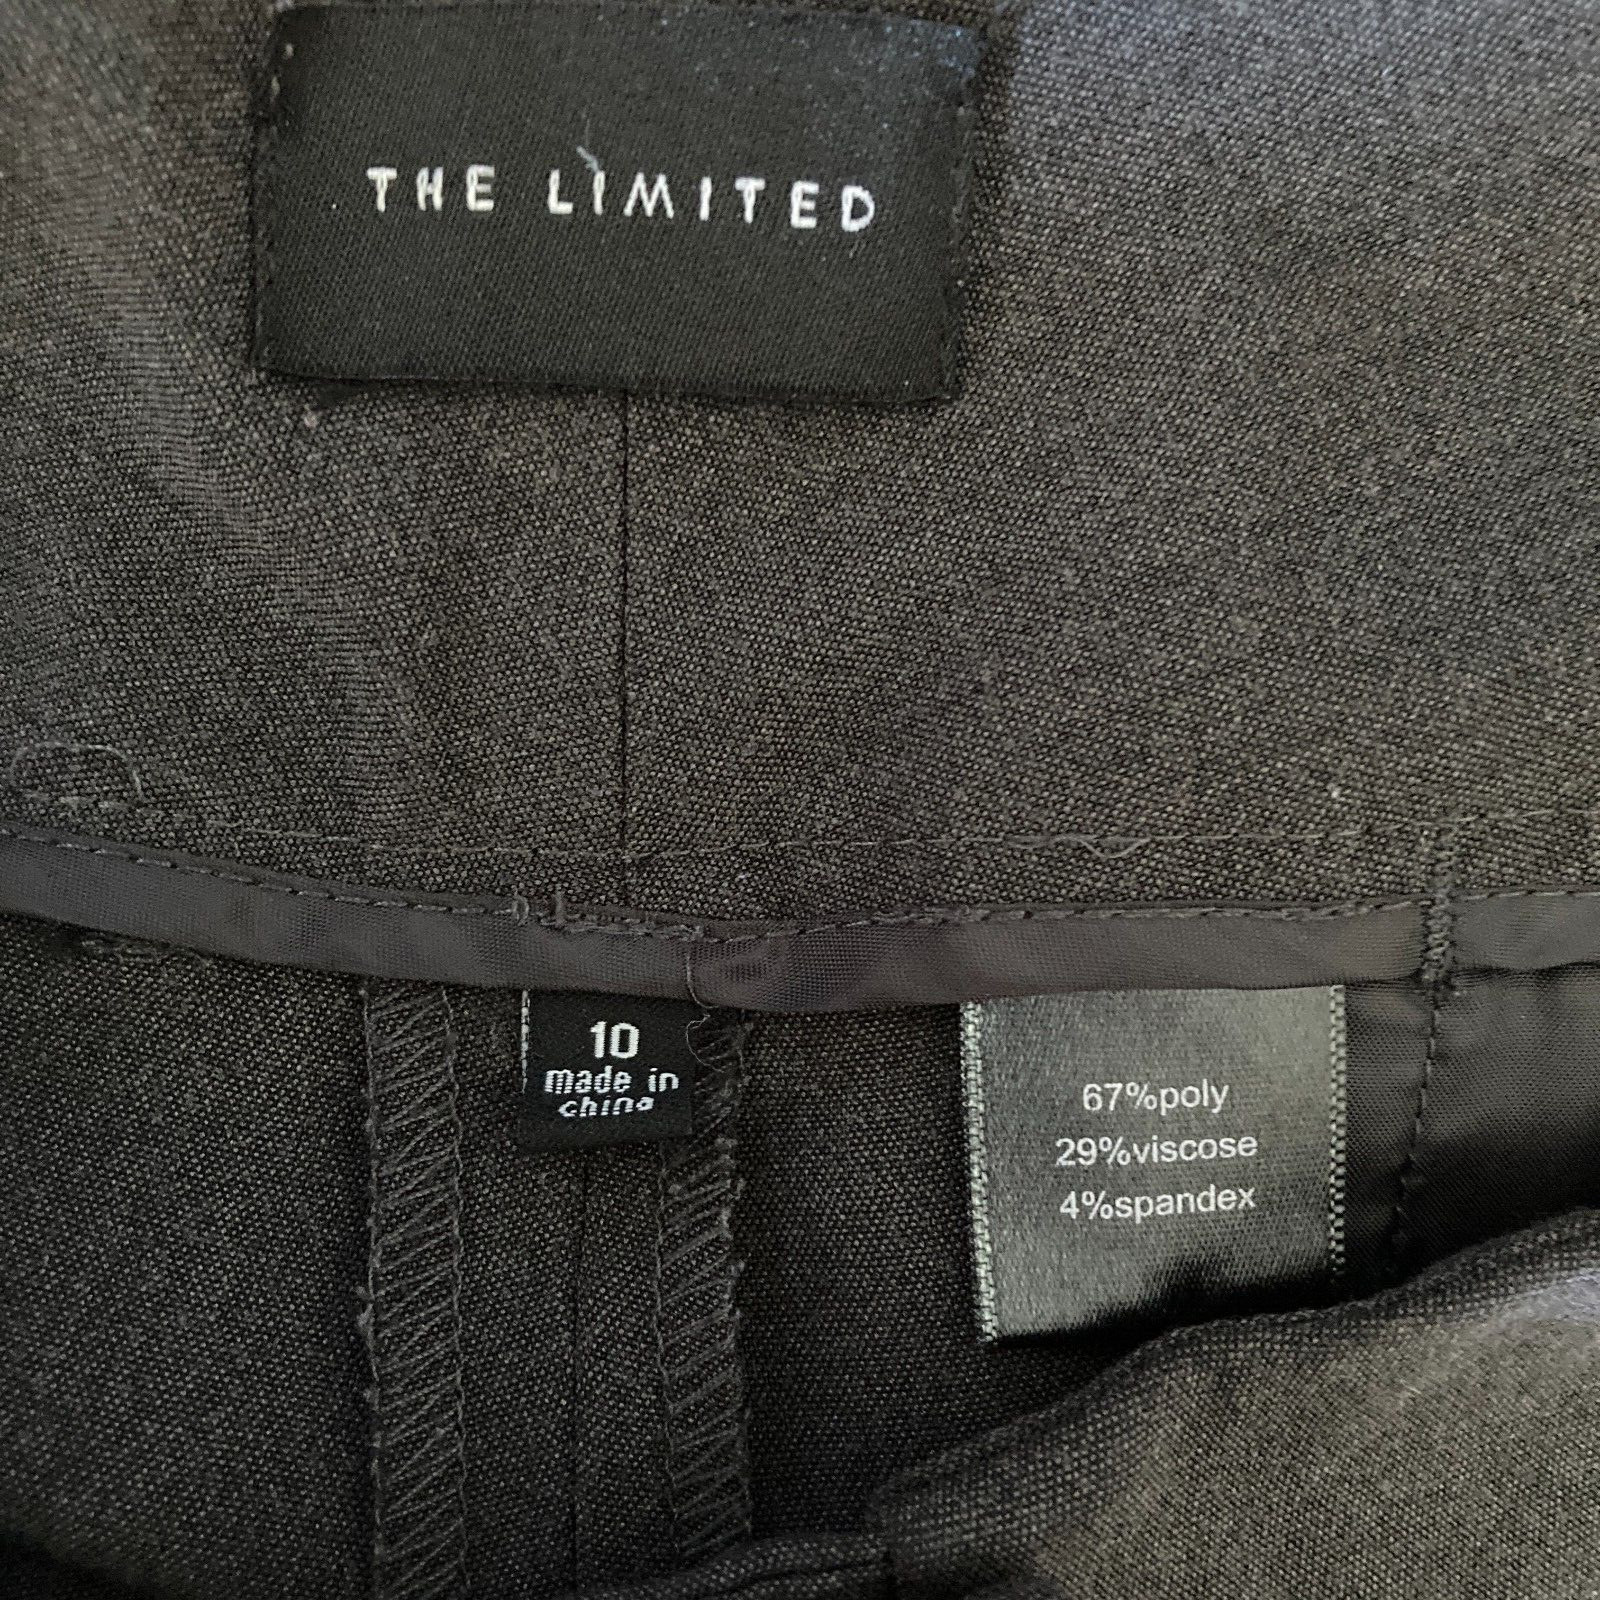 THE LIMITED
10
made in
china
67%poly
29%viscose
4%spandex